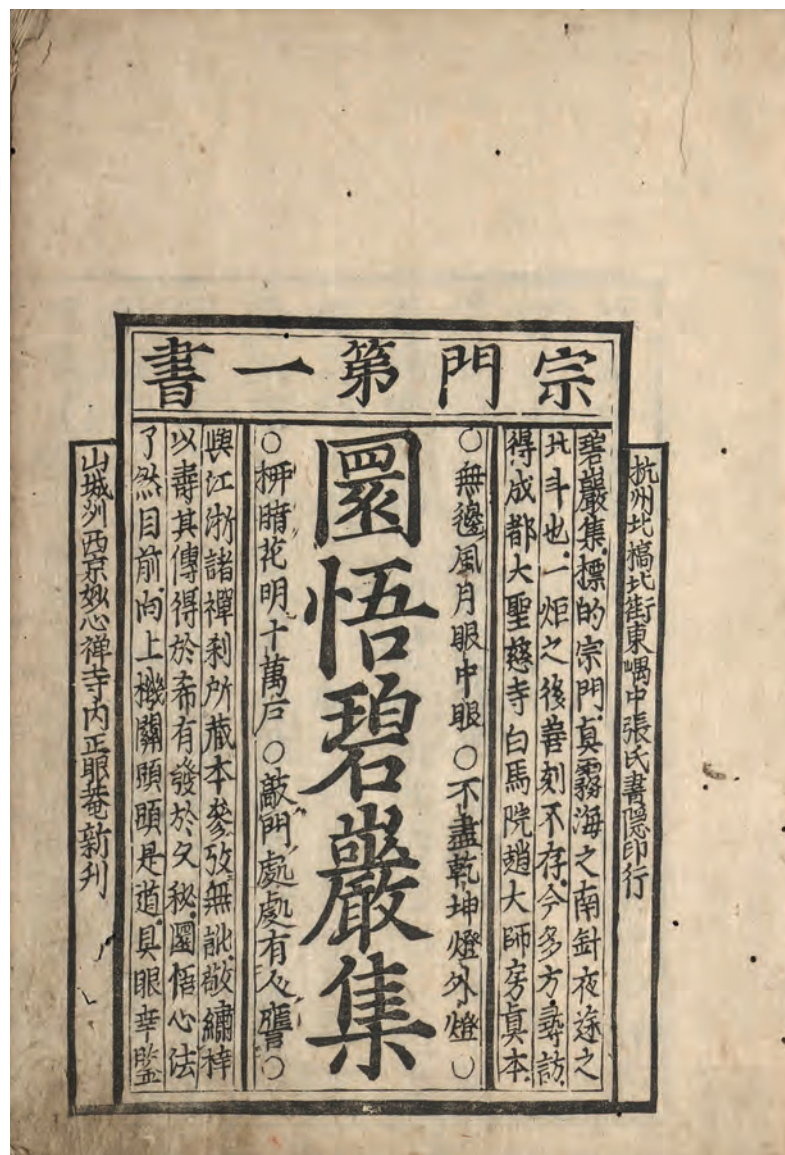 宗門第一書
杭州北橋北街東嵎中張氏書隱印行
碧巖集標的宗門真霧海之南針夜途之
北斗也一炬之後善刻不存今多方尋訪
得成都大聖慈寺白馬院趙大師房眞本
○無邊風月眼中眼○不盡乾坤燈外燈○
圜悟碧巖集
○桺暗花明十萬戶○敲門處處有人譍○
與江浙諸禪刹所藏本參攷無訛敬繡梓
以壽其傳得於希有發於久秘圜悟心法
了然目前向上機關頭頭是道具眼幸鑒
山城州西京妙心禅寺内正眼菴新刊